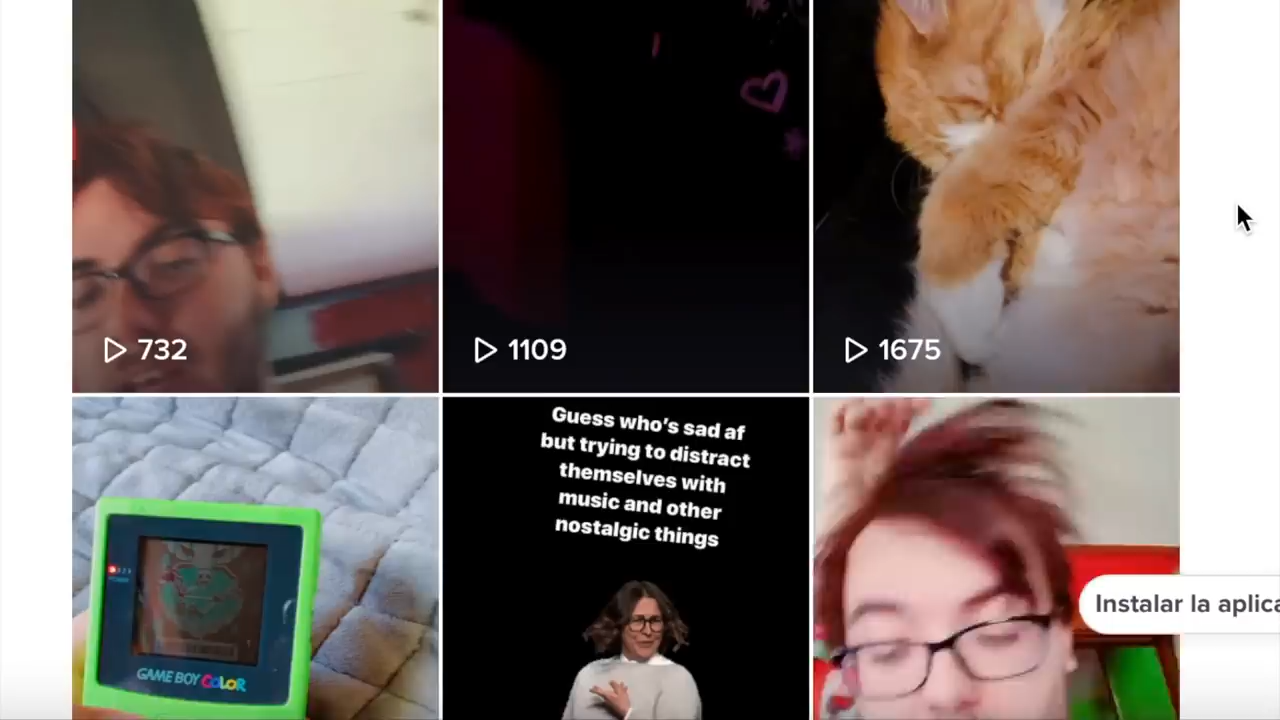 732
1109
1675
Guess who's sad af
but trying to distract
themselves with
music and other
nostalgic things
GAME BOY COLOR
Instalar la aplica